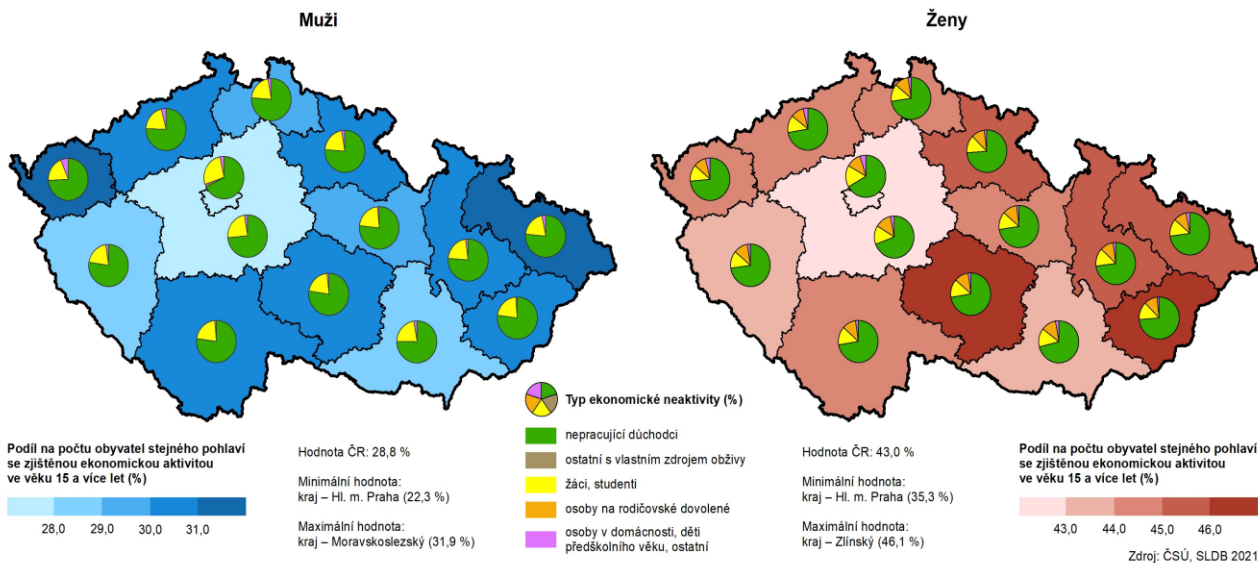 Muži
Ženy
Podíl na počtu obyvatel stejného pohlaví
se zjištěnou ekonomickou aktivitou
ve věku 15 a více let (%)
28,0 29,0 30,0 31,0
Hodnota ČR: 28,8 %
Minimální hodnota:
kraj – Hl. m. Praha (22,3 %)
Maximální hodnota:
kraj – Moravskoslezský (31,9 %)
Typ ekonomické neaktivity (%)
nepracující důchodci
ostatní s vlastním zdrojem obživy
žáci, studenti
osoby na rodičovské dovolené
osoby v domácnosti, děti
předškolního věku, ostatní
Hodnota ČR: 43,0 %
Minimální hodnota:
kraj – Hl. m. Praha (35,3 %)
Maximální hodnota:
kraj – Zlínský (46,1 %)
Podíl na počtu obyvatel stejného pohlaví
se zjištěnou ekonomickou aktivitou
ve věku 15 a více let (%)
43,0 44,0 45,0 46,0
Zdroj: ČSÚ, SLDB 2021